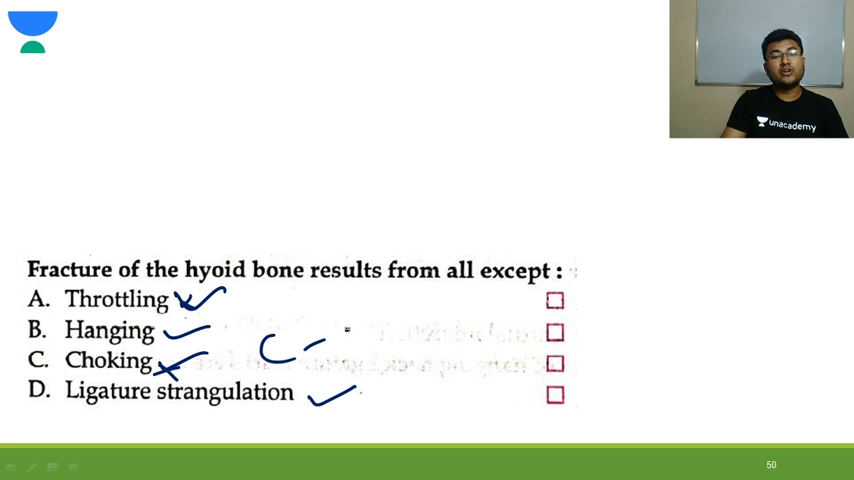 unacademy
Fracture of the hyoid bone results from all except :
A. Throttling
B. Hanging
C. Choking
D. Ligature strangulation
C-
50